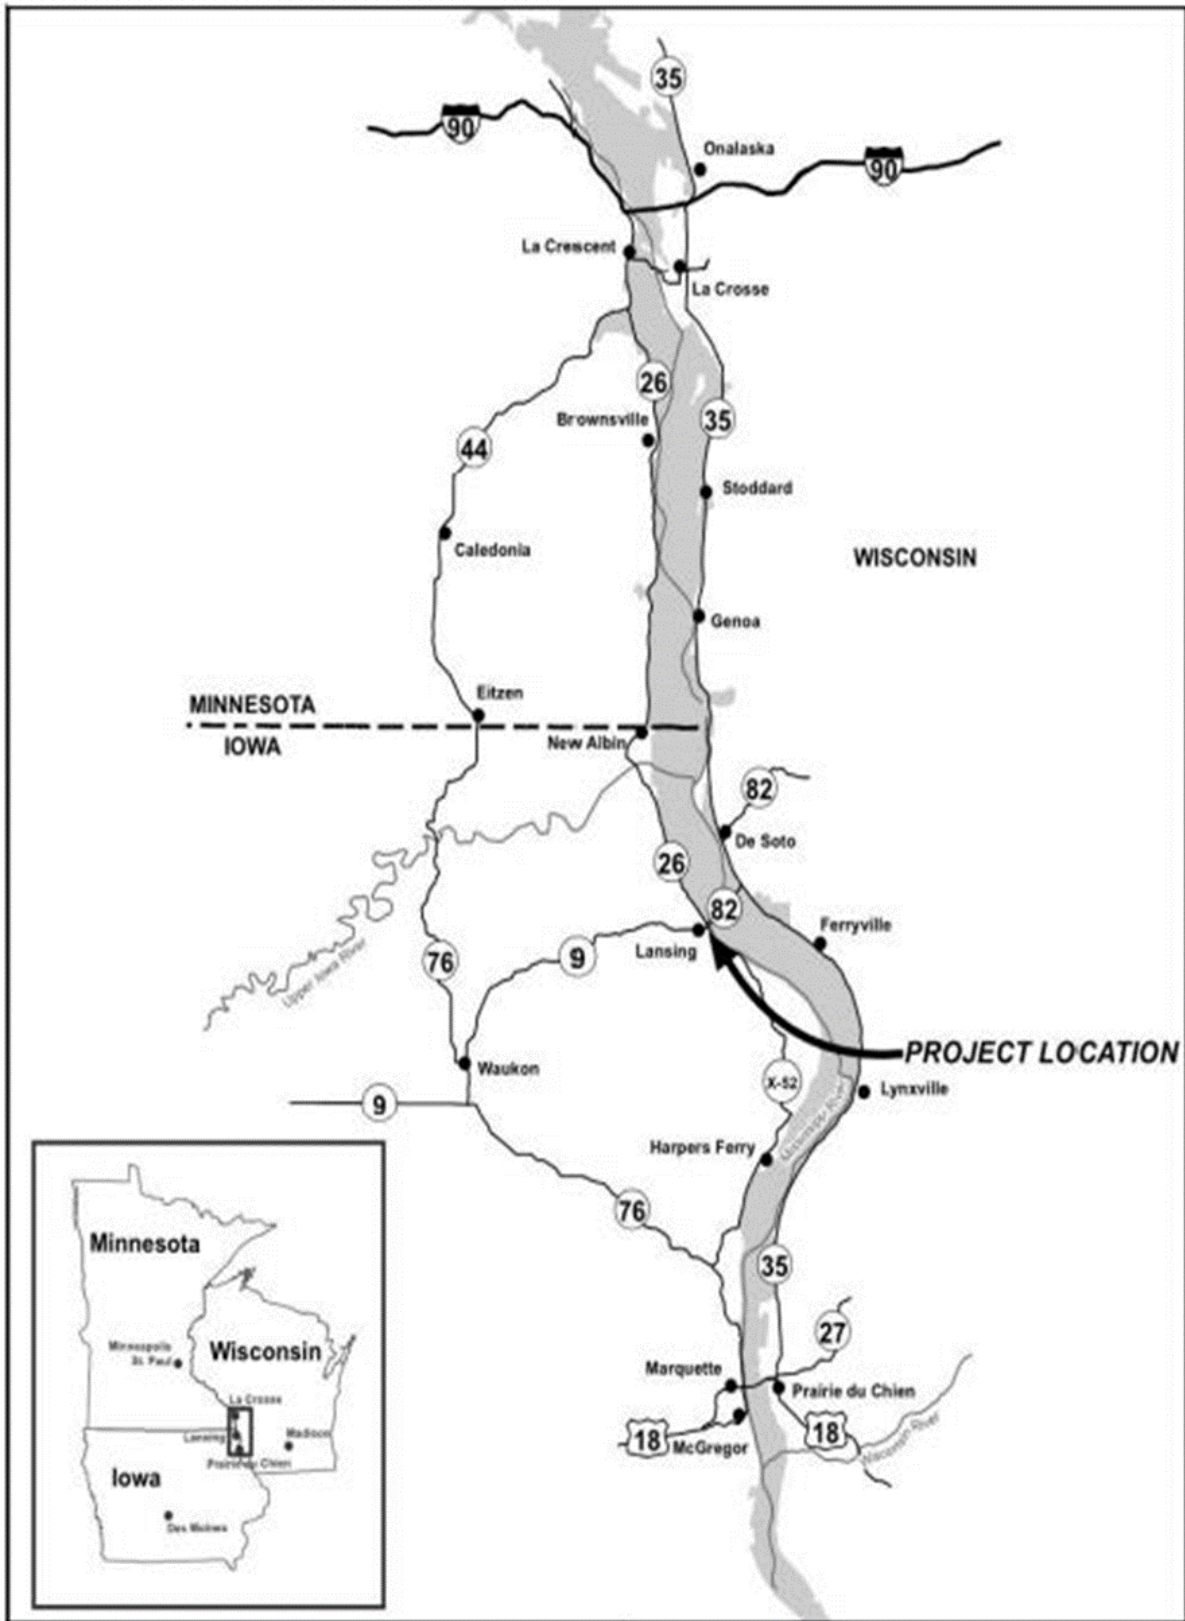 35
90
Onalaska
90
La Crescent
La Crosse
26
Brownsville
35
44
Stoddard
Caledonia
WISCONSIN
Genoa
Eitzen
MINNESOTA
New Albin
IOWA
82
De Soto
26
82
Ferryville
Lansing
9
76
Upper Iowa River
PROJECT LOCATION
Waukon
X-52
Lynxville
9
Mississippi River
Harpers Ferry
76
Minnesota
35
27
Minneapolis
Wisconsin
St. Paul
Marquette
Prairie du Chien
La Crosse
18
Madison
Lansing
18
McGregor
Wisconsin River
Prairie du Chien
Iowa
Des Moines